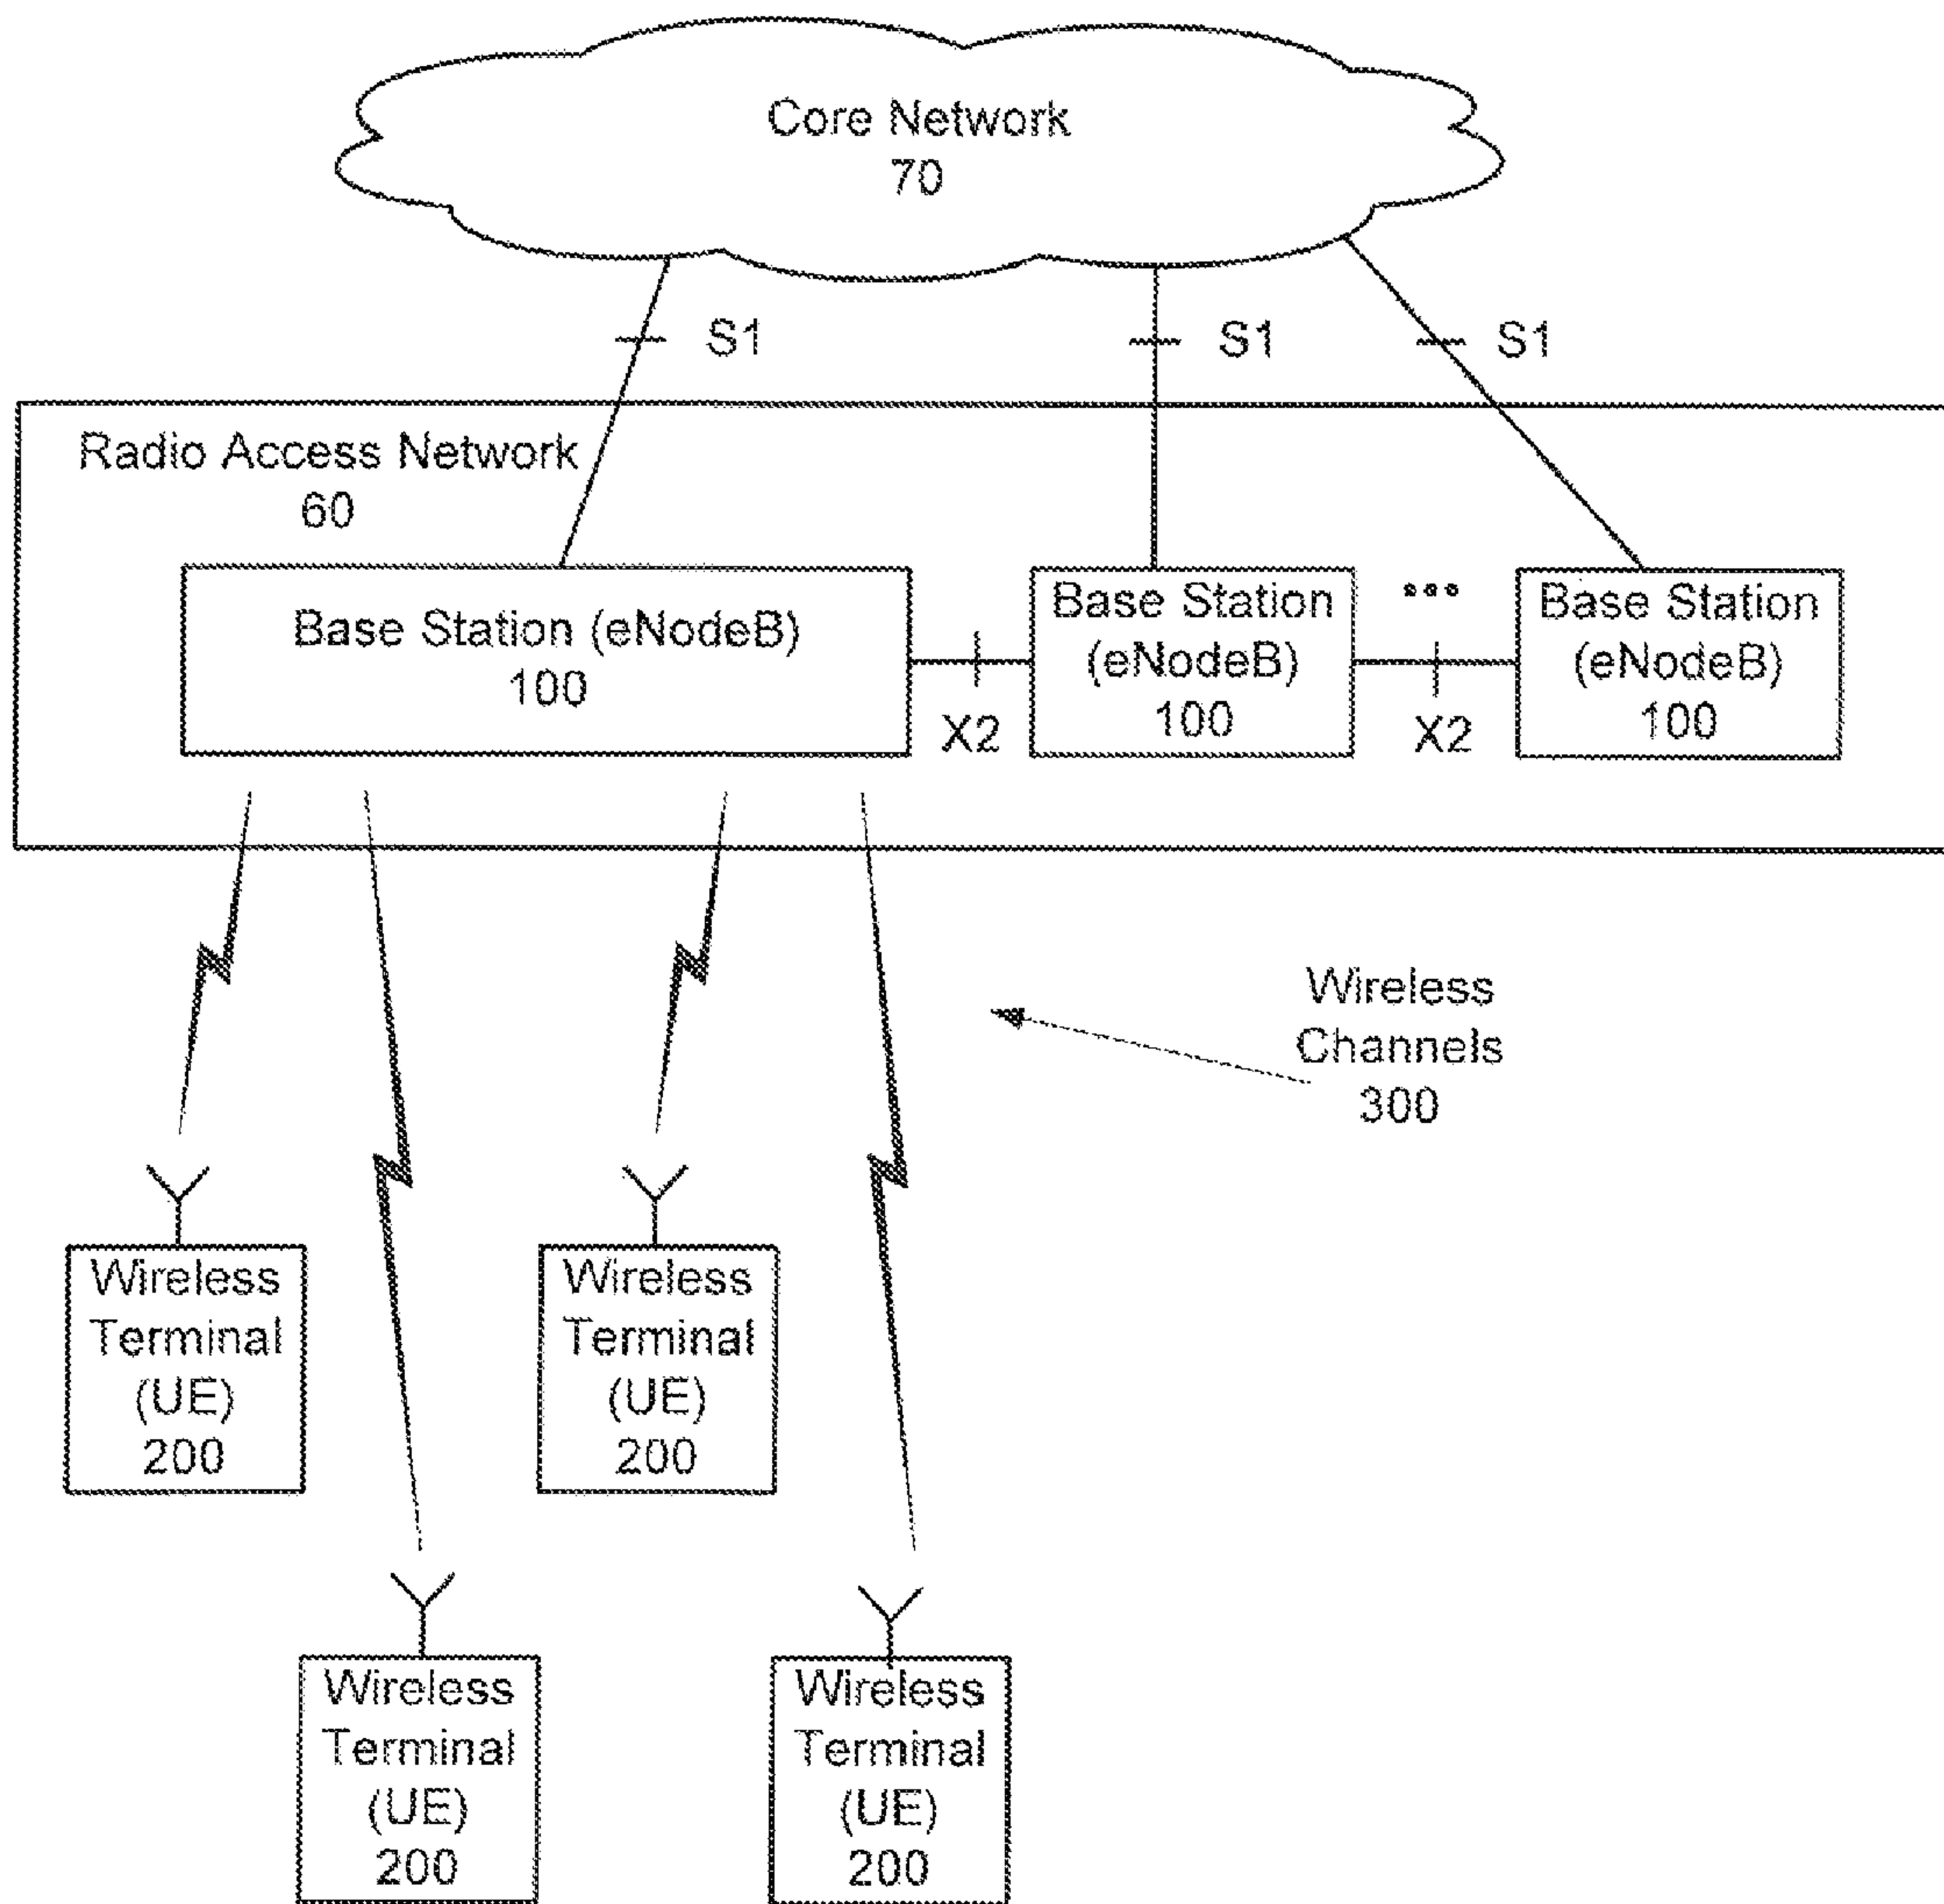 Core Network
70
S1
S1
S1
Radio Access Network
60
Base Station (eNodeB)
100
X2
Base Station
(eNodeB)
100
...
X2
Base Station
(eNodeB)
100
Wireless
Channels
300
Wireless
Terminal
(UE)
200
Wireless
Terminal
(UE)
200
Wireless
Terminal
(UE)
200
Wireless
Terminal
(UE)
200